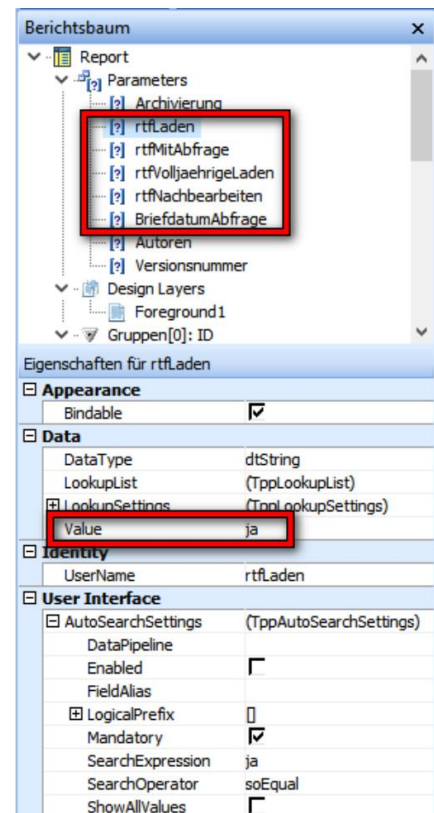 Berichtsbaum
Report
Parameters
Archivierung
rtfLaden
rtfMitAbfrage
rtfVolljaehrigeLaden
rtfNachbearbeiten
BriefdatumAbfrage
Autoren
Versionsnummer
Design Layers
Foreground1
Gruppen[0]: ID
Eigenschaften für rtfLaden
Appearance
Bindable
Data
DataType dtString
LookupList (TppLookupList)
LookupSettings (TppLookupSettings)
Value ja
Identity
UserName rtfLaden
User Interface
AutoSearchSettings (TppAutoSearchSettings)
DataPipeline
Enabled
FieldAlias
LogicalPrefix []
Mandatory
SearchExpression ja
SearchOperator soEqual
ShowAllValues